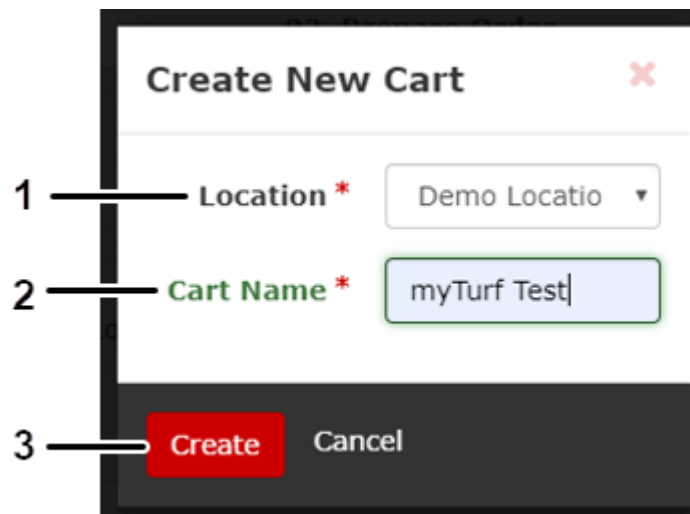 Create New Cart ✖
1 Location * Demo Locatio ▼
2 Cart Name * myTurf Test
3 Create Cancel